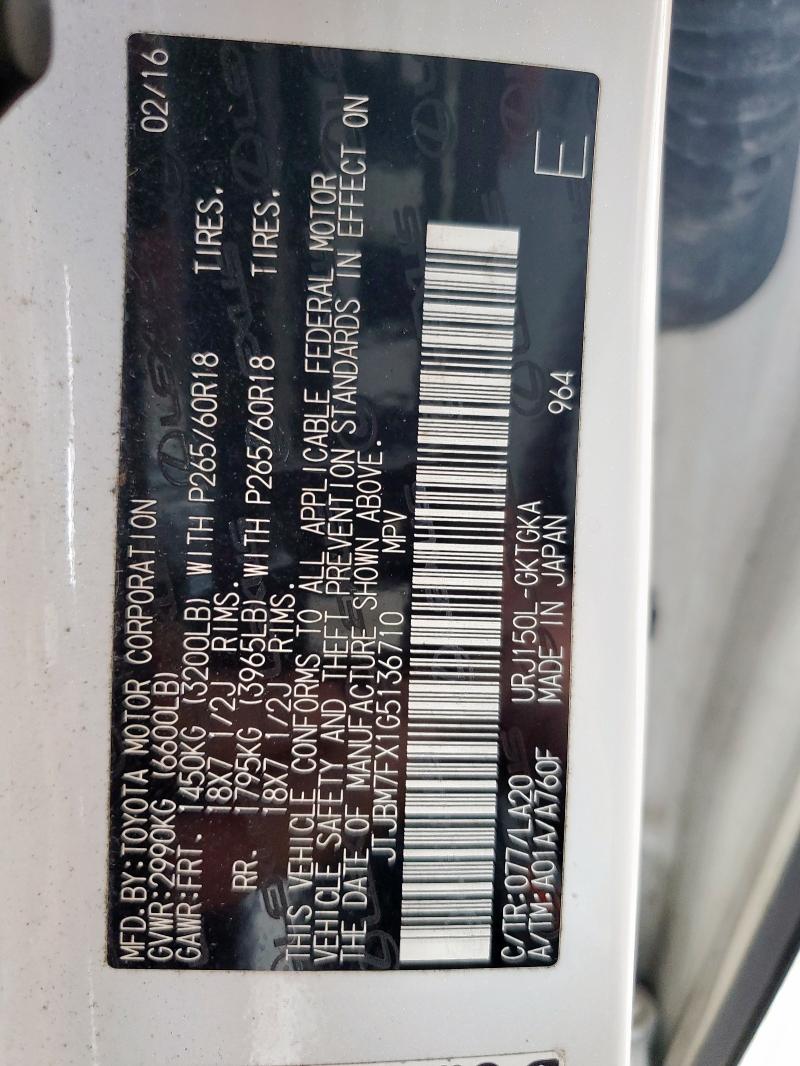 MFD.BY:TOYOTA MOTOR CORPORATION 02/16
GVWR:2990KG (6600LB)
GAWR:FRT. 1450KG (3200LB) WITH P265/60R18 TIRES.
18X7 1/2J RIMS.
RR. 1795KG (3965LB) WITH P265/60R18 TIRES.
18X7 1/2J RIMS.
THIS VEHICLE CONFORMS TO ALL APPLICABLE FEDERAL MOTOR
VEHICLE SAFETY AND THEFT PREVENTION STANDARDS IN EFFECT ON
THE DATE OF MANUFACTURE SHOWN ABOVE.
JTJBM7FX1G5136710 MPV
C/TR:077/LA20 URJ150L-GKTGKA
A/TM:A01A/A760F MADE IN JAPAN 964 E